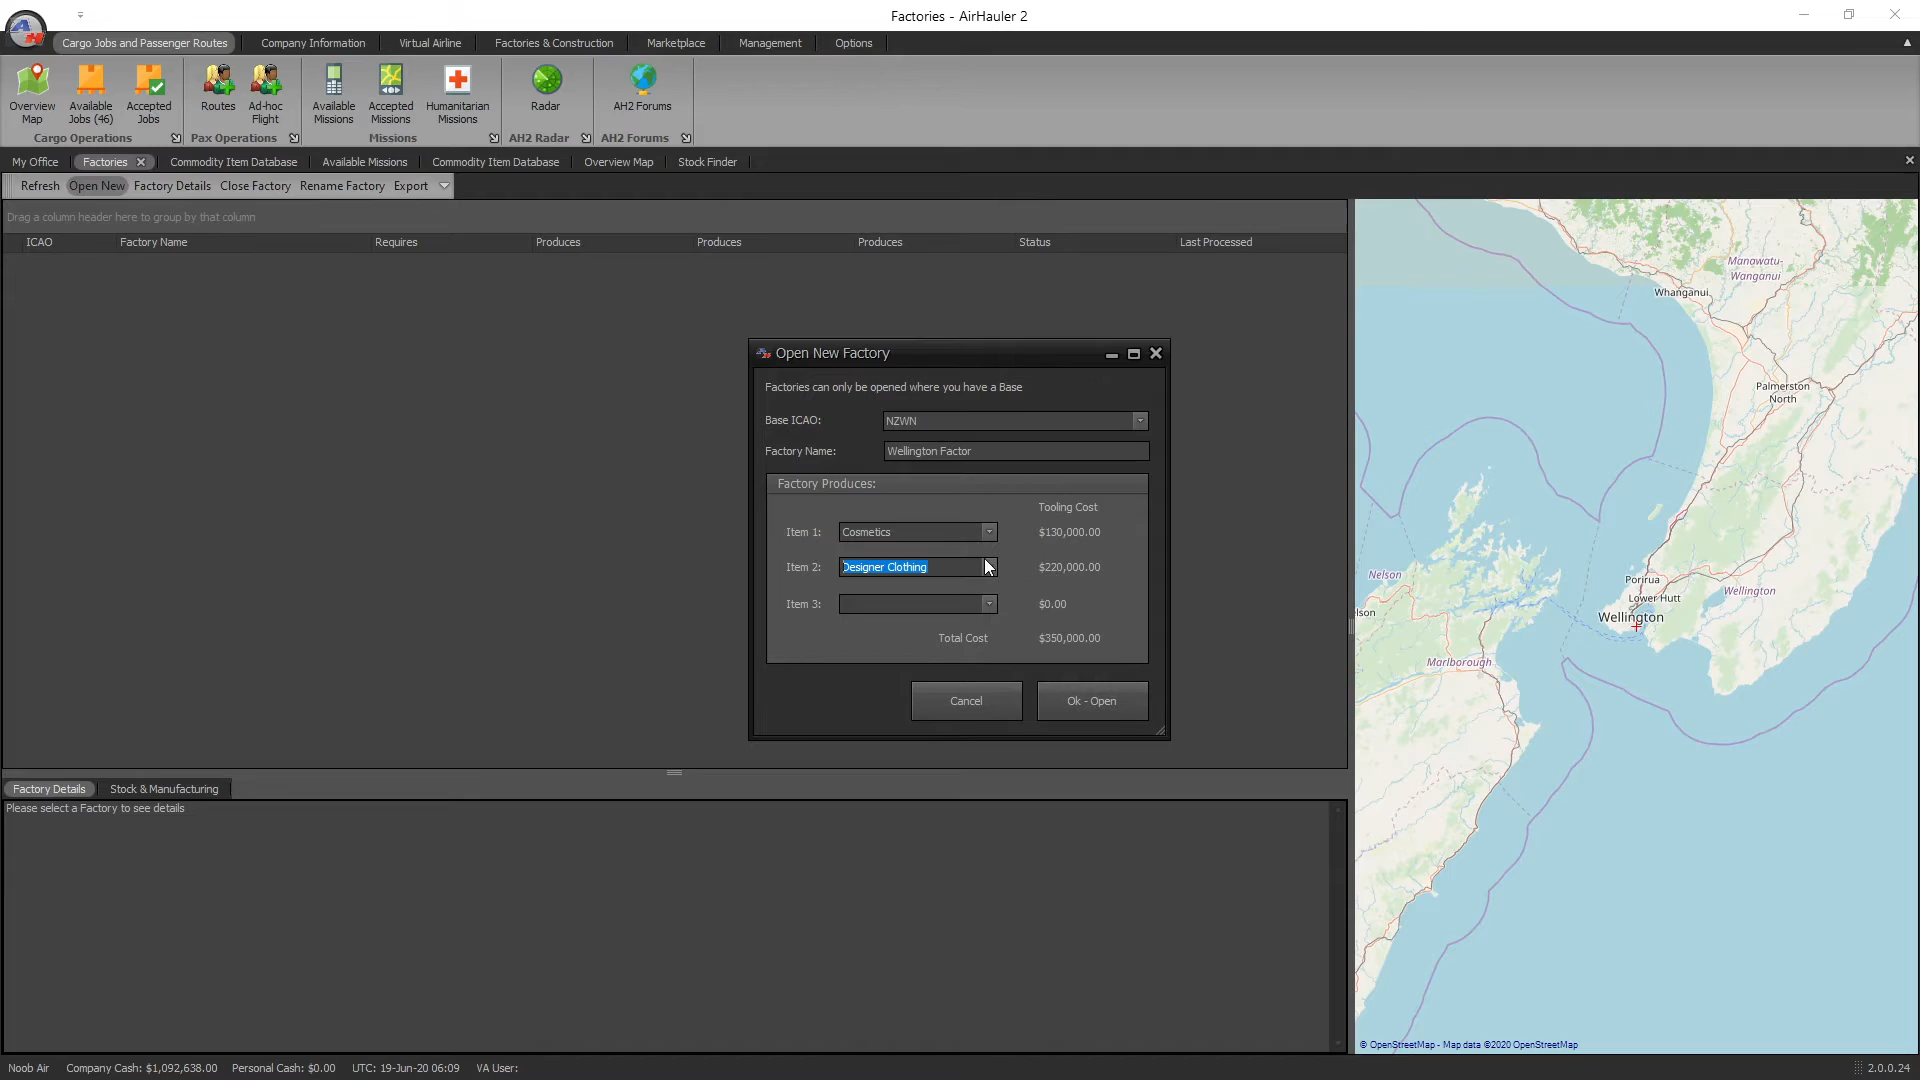 Factories - AirHauler 2
Cargo Jobs and Passenger Routes
Company Information
Virtual Airline
Factories & Construction
Marketplace
Management
Options
Overview Map
Available Jobs (46)
Accepted Jobs
Routes
Ad-hoc Flight
Available Missions
Accepted Missions
Humanitarian Missions
Radar
AH2 Forums
Cargo Operations
Pax Operations
Missions
AH2 Radar
AH2 Forums
My Office
Factories
Commodity Item Database
Available Missions
Commodity Item Database
Overview Map
Stock Finder
Refresh
Open New
Factory Details
Close Factory
Rename Factory
Export
Drag a column header here to group by that column
ICAO
Factory Name
Requires
Produces
Produces
Produces
Status
Last Processed
Open New Factory
Factories can only be opened where you have a Base
Base ICAO: NZWN
Factory Name: Wellington Factor
Factory Produces:
Tooling Cost
Item 1: Cosmetics $130,000.00
Item 2: Designer Clothing $220,000.00
Item 3: $0.00
Total Cost $350,000.00
Cancel
Ok - Open
Manawatu-
Wanganui
Whanganui
Palmerston
North
Nelson
lson
Porirua
Lower Hutt
Wellington
Wellington
Marlborough
© OpenStreetMap - Map data ©2020 OpenStreetMap
Factory Details
Stock & Manufacturing
Please select a Factory to see details
Noob Air
Company Cash: $1,092,638.00
Personal Cash: $0.00
UTC: 19-Jun-20 06:09
VA User:
2.0.0.24